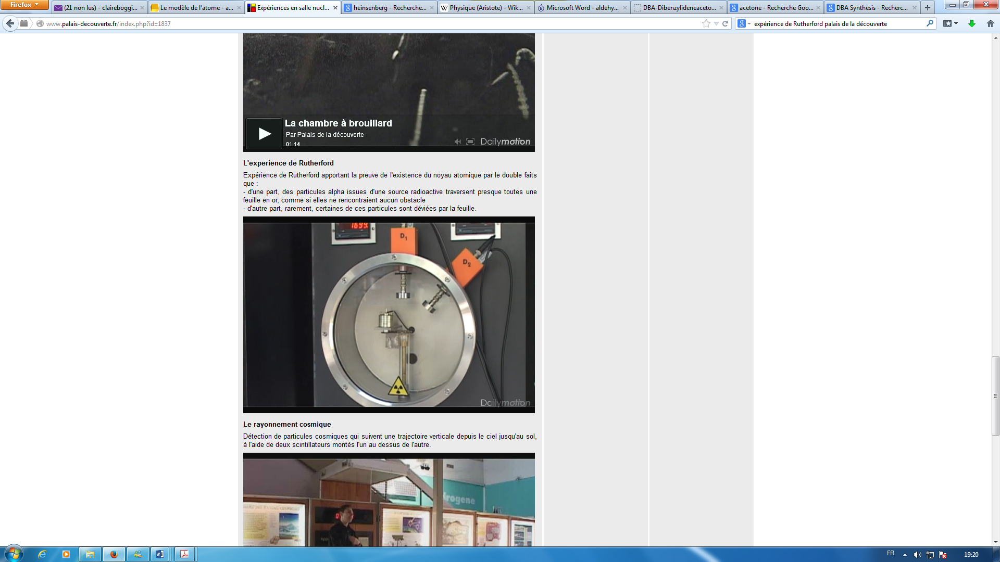 Firefox
(21 non lus) - claireboggi...
Le modèle de l'atome - a...
Expériences en salle nucl...
heinsenberg - Recherche...
Physique (Aristote) - Wik...
Microsoft Word - aldehy...
DBA-Dibenzylideneaceto...
acetone - Recherche Goo...
DBA Synthesis - Recherc...
www.palais-decouverte.fr/index.php?id=1837
expérience de Rutherford palais de la découverte
La chambre à brouillard
Par Palais de la découverte
01:14
Dailymotion
L'experience de Rutherford
Expérience de Rutherford apportant la preuve de l'existence du noyau atomique par le double faits
que :
- d'une part, des particules alpha issues d'une source radioactive traversent presque toutes une
feuille en or, comme si elles ne rencontraient aucun obstacle
- d'autre part, rarement, certaines de ces particules sont déviées par la feuille.
1699.
D1
D2
Dailymotion
Le rayonnement cosmique
Détection de particules cosmiques qui suivent une trajectoire verticale depuis le ciel jusqu'au sol,
à l'aide de deux scintillateurs montés l'un au dessus de l'autre.
drogene
FR
19:20